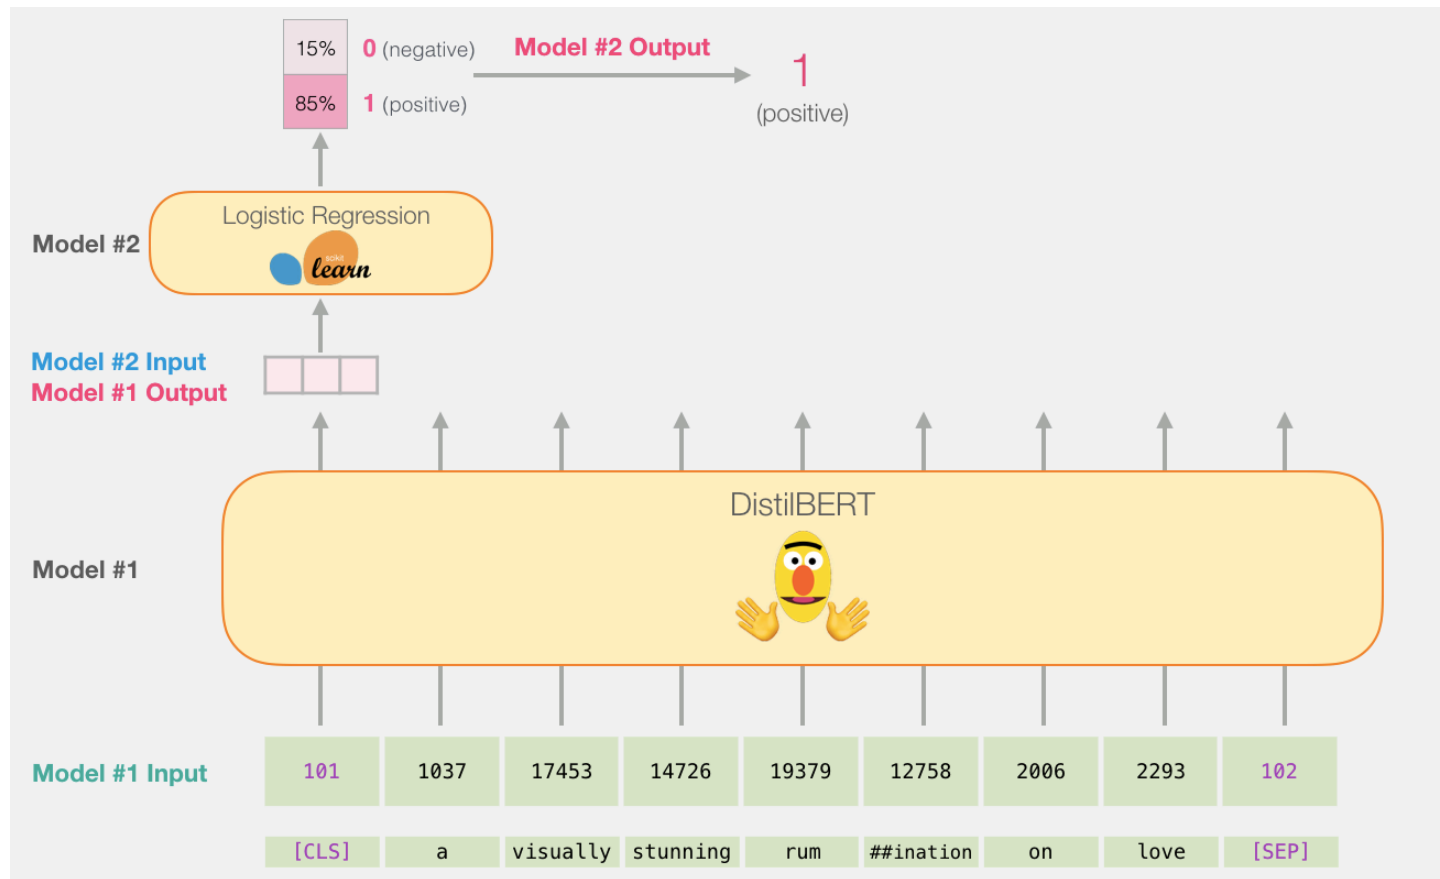 15% 0 (negative) Model #2 Output 1
85% 1 (positive) (positive)
Logistic Regression
Model #2
scikit
learn
Model #2 Input
Model #1 Output
DistilBERT
Model #1
Model #1 Input 101 1037 17453 14726 19379 12758 2006 2293 102
[CLS] a visually stunning rum ##ination on love [SEP]